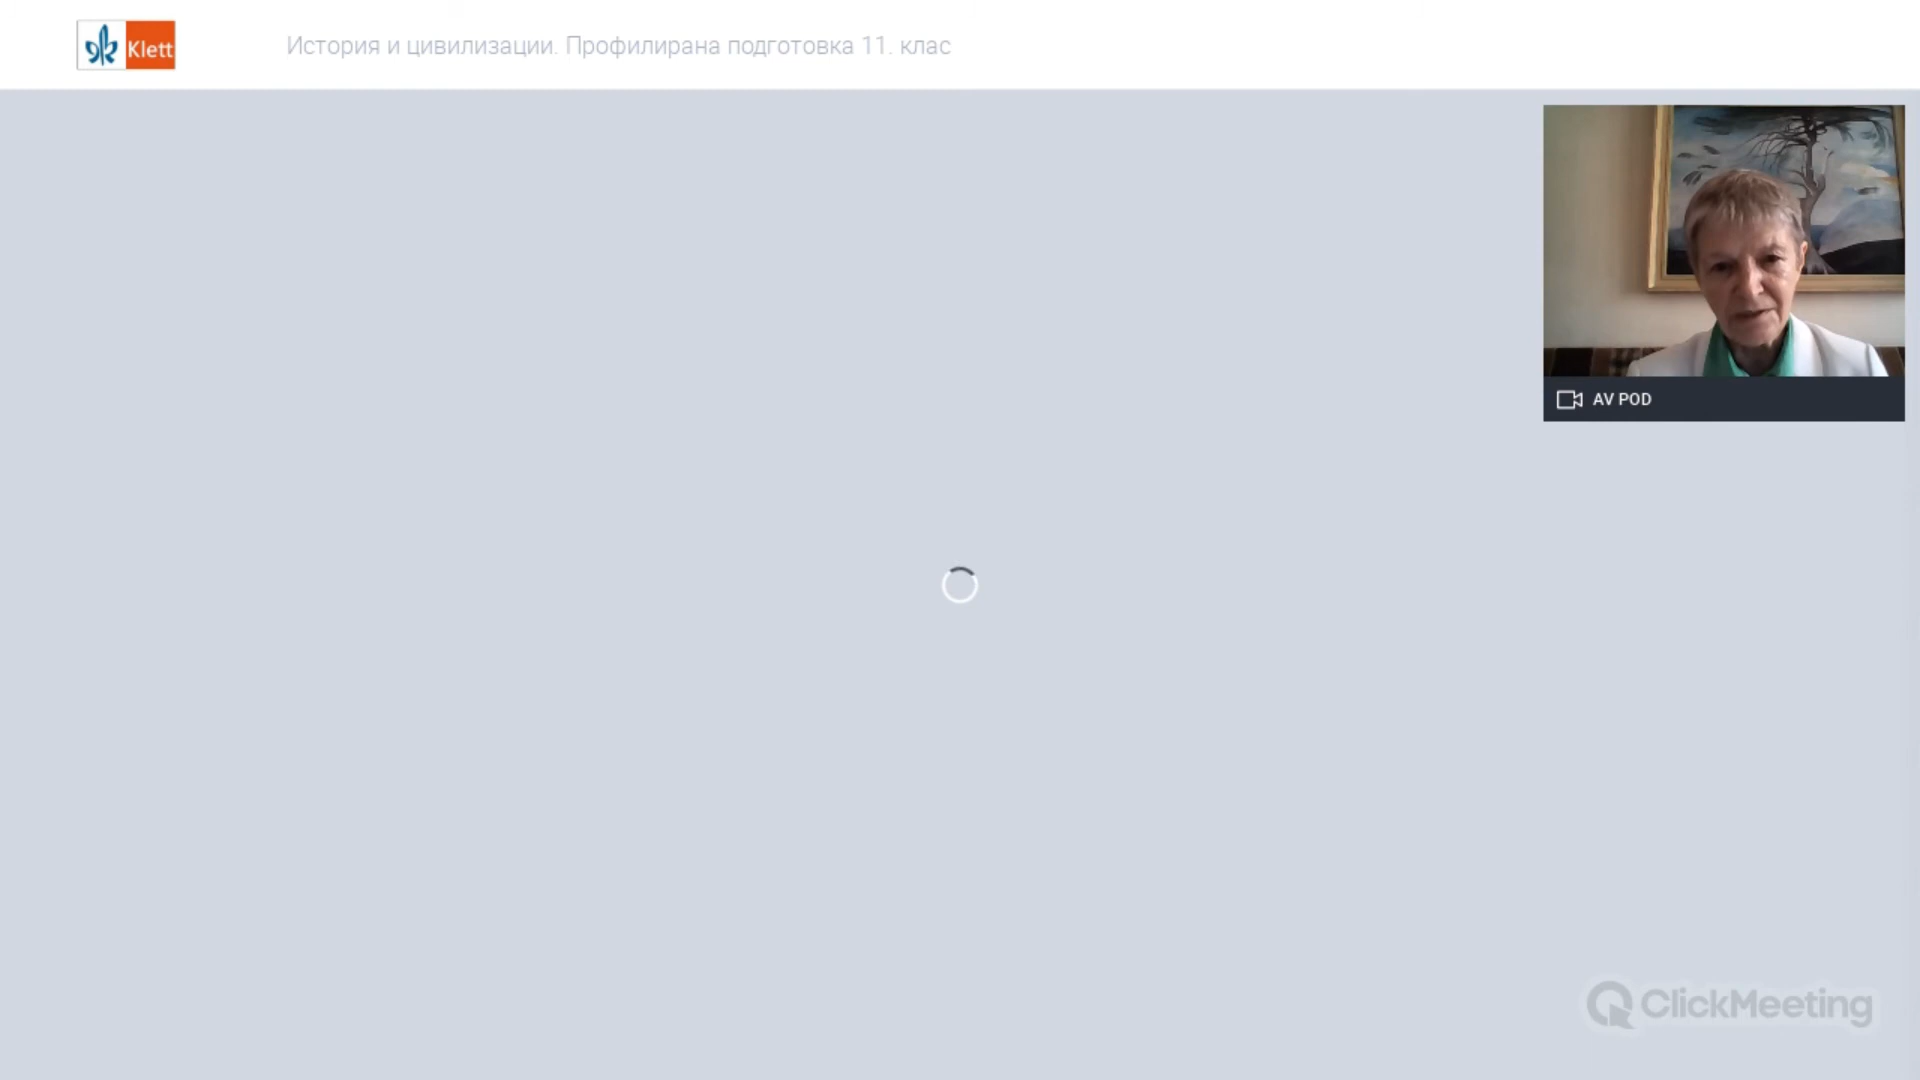 Klett
История и цивилизации. Профилирана подготовка 11. клас
AV POD
ClickMeeting